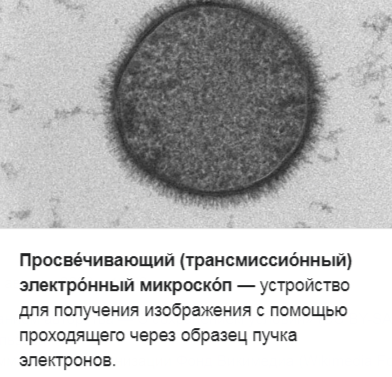 Просве́чивающий (трансмиссио́нный)
электро́нный микроско́п — устройство
для получения изображения с помощью
проходящего через образец пучка
электронов.